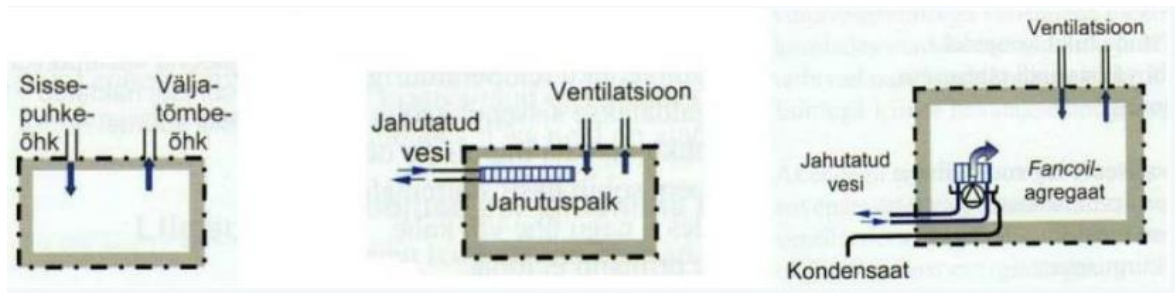 Sisse-
puhke-
õhk
Välja-
tõmbe-
õhk
Ventilatsioon
Jahutatud
vesi
Jahutuspalk
Ventilatsioon
Jahutatud
vesi
Fancoil-
agregaat
Kondensaat